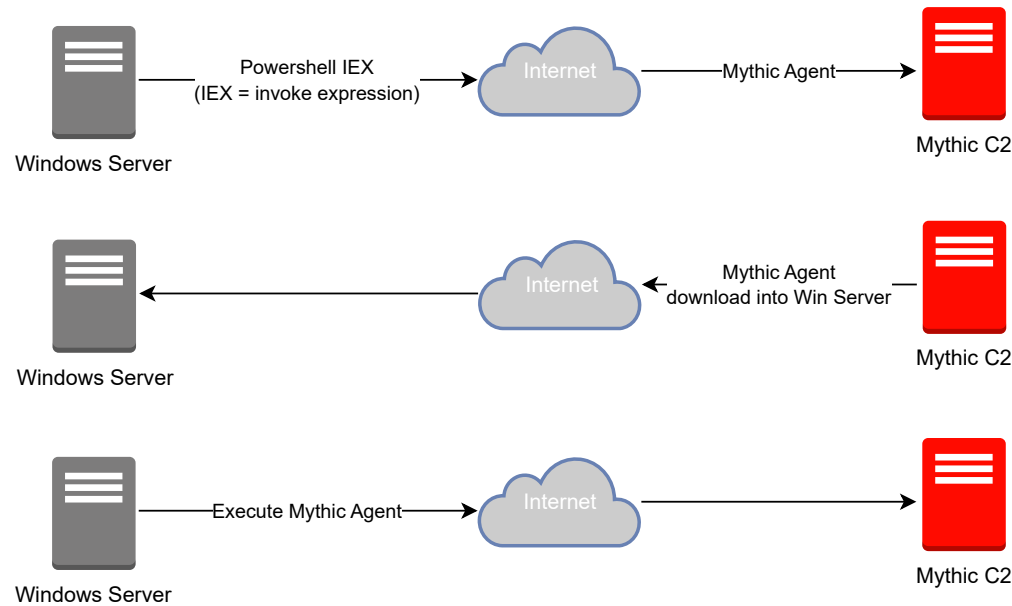 Powershell IEX
(IEX = invoke expression)
Internet
Mythic Agent
Windows Server
Mythic C2
Internet
Mythic Agent
download into Win Server
Windows Server
Mythic C2
Execute Mythic Agent
Internet
Windows Server
Mythic C2